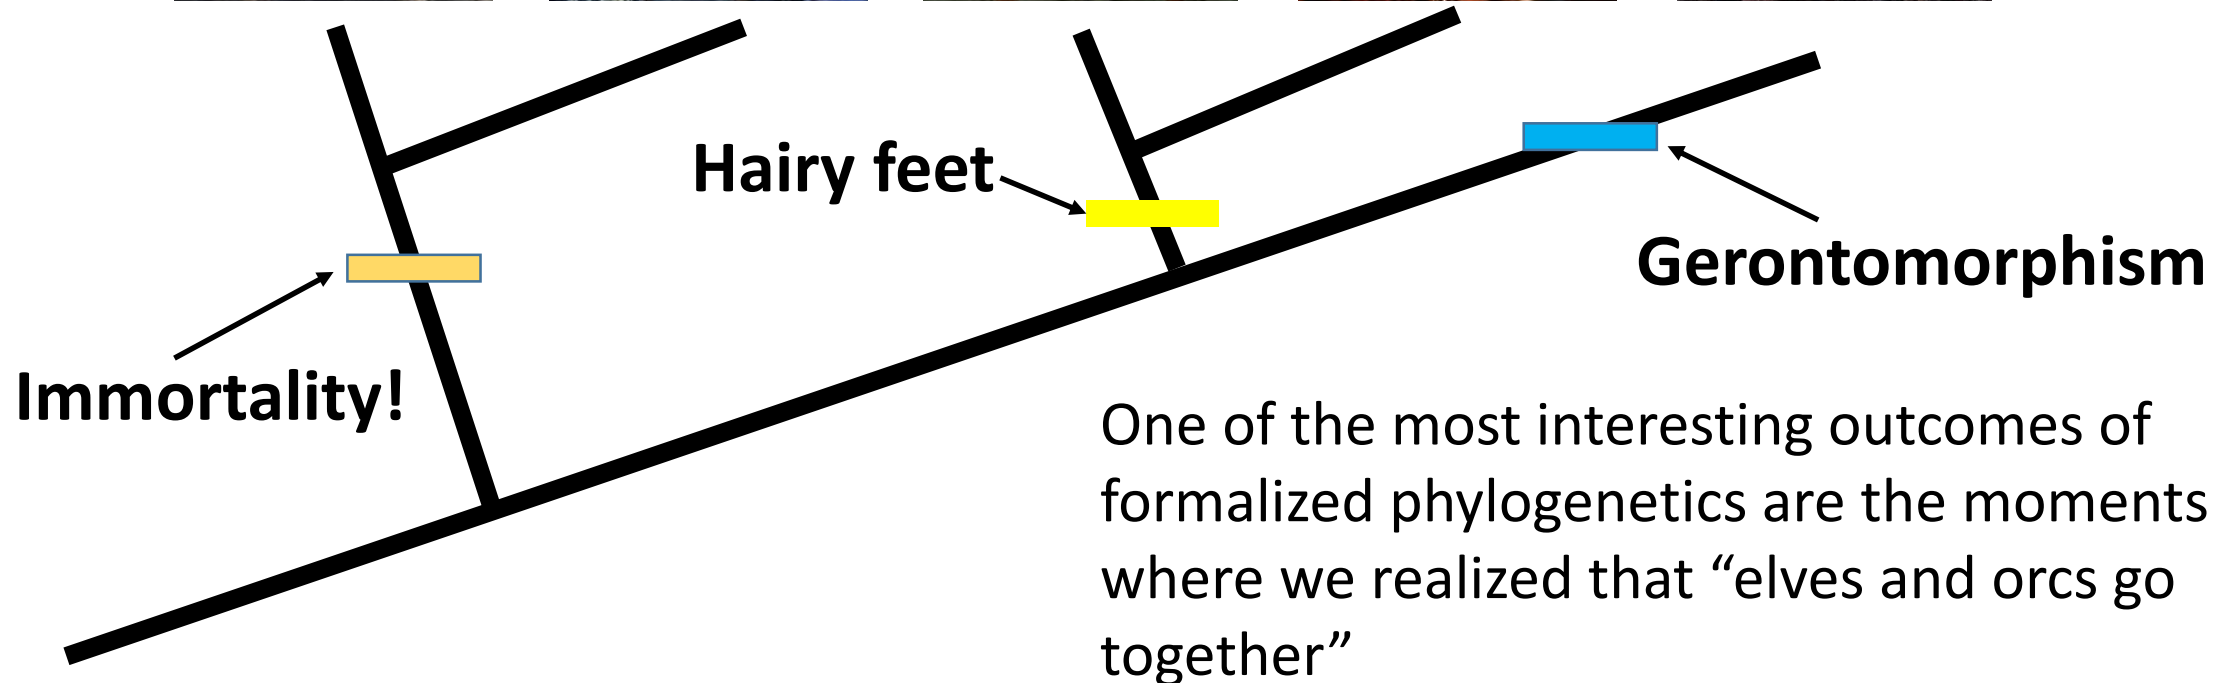 Hairy feet
Gerontomorphism
Immortality!
One of the most interesting outcomes of
formalized phylogenetics are the moments
where we realized that “elves and orcs go
together”